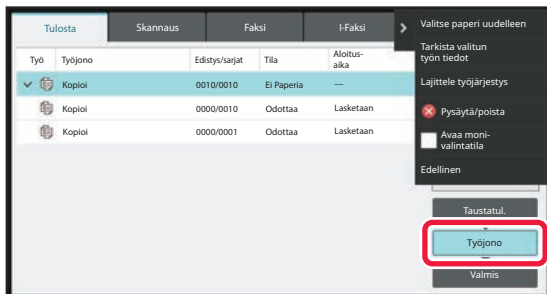 Tulosta
Skannaus
Faksi
I-Faksi
Työ
Työjono
Edistys/sarjat
Tila
Aloitus-
aika
Kopioi
0010/0010
Ei Paperia
---
Kopioi
0000/0010
Odottaa
Lasketaan
Kopioi
0000/0001
Odottaa
Lasketaan
Valitse paperi uudelleen
Tarkista valitun
työn tiedot
Lajittele työjärjestys
Pysäytä/poista
Avaa moni-
valintatila
Edellinen
Taustatul.
Työjono
Valmis